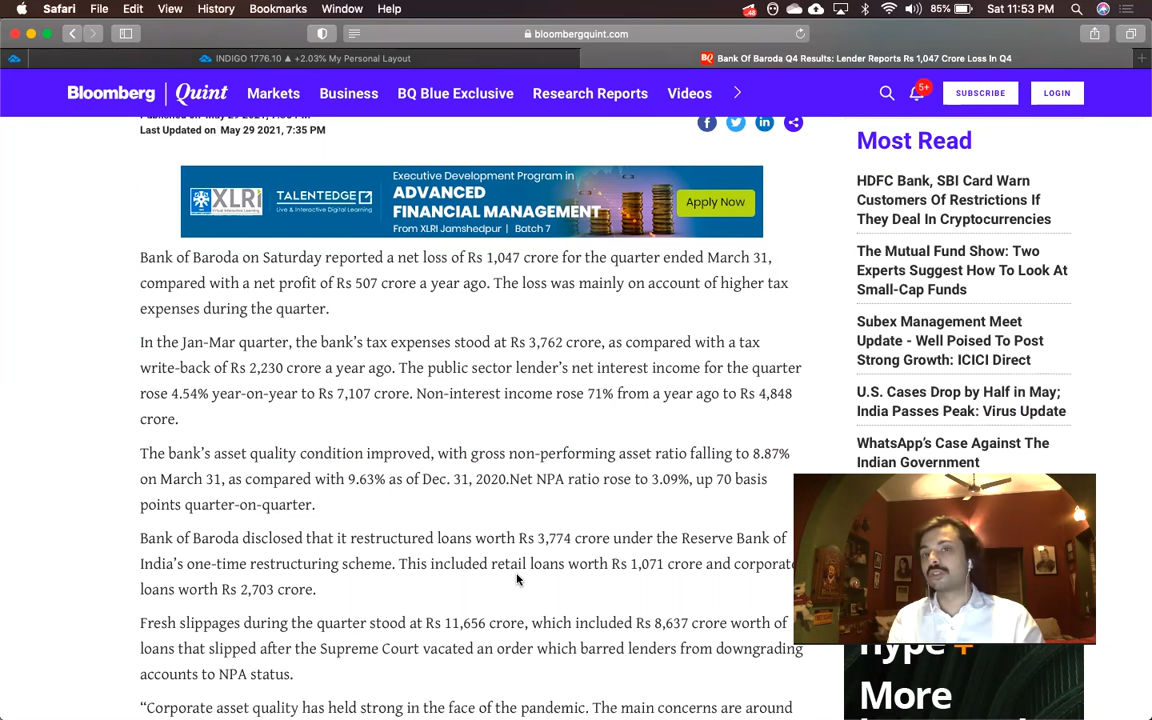 Safari File Edit View History Bookmarks Window Help 48 85% Sat 11:53 PM
bloombergquint.com
INDIGO 1776.10 ▲ +2.03% My Personal Layout
BQ Bank Of Baroda Q4 Results: Lender Reports Rs 1,047 Crore Loss In Q4
Bloomberg | Quint Markets Business BQ Blue Exclusive Research Reports Videos 5+ SUBSCRIBE LOGIN
Last Updated on May 29 2021, 7:35 PM
XLRI
TALENTEDGE
Live & Interactive Digital Learning
Executive Development Program in
ADVANCED
FINANCIAL MANAGEMENT
From XLRI Jamshedpur | Batch 7
Apply Now
Bank of Baroda on Saturday reported a net loss of Rs 1,047 crore for the quarter ended March 31,
compared with a net profit of Rs 507 crore a year ago. The loss was mainly on account of higher tax
expenses during the quarter.
In the Jan-Mar quarter, the bank's tax expenses stood at Rs 3,762 crore, as compared with a tax
write-back of Rs 2,230 crore a year ago. The public sector lender's net interest income for the quarter
rose 4.54% year-on-year to Rs 7,107 crore. Non-interest income rose 71% from a year ago to Rs 4,848
crore.
The bank's asset quality condition improved, with gross non-performing asset ratio falling to 8.87%
on March 31, as compared with 9.63% as of Dec. 31, 2020.Net NPA ratio rose to 3.09%, up 70 basis
points quarter-on-quarter.
Bank of Baroda disclosed that it restructured loans worth Rs 3,774 crore under the Reserve Bank of
India's one-time restructuring scheme. This included retail loans worth Rs 1,071 crore and corporate
loans worth Rs 2,703 crore.
Fresh slippages during the quarter stood at Rs 11,656 crore, which included Rs 8,637 crore worth of
loans that slipped after the Supreme Court vacated an order which barred lenders from downgrading
accounts to NPA status.
“Corporate asset quality has held strong in the face of the pandemic. The main concerns are around
Most Read
HDFC Bank, SBI Card Warn
Customers Of Restrictions If
They Deal In Cryptocurrencies
The Mutual Fund Show: Two
Experts Suggest How To Look At
Small-Cap Funds
Subex Management Meet
Update - Well Poised To Post
Strong Growth: ICICI Direct
U.S. Cases Drop by Half in May;
India Passes Peak: Virus Update
WhatsApp's Case Against The
Indian Government
Hype +
More